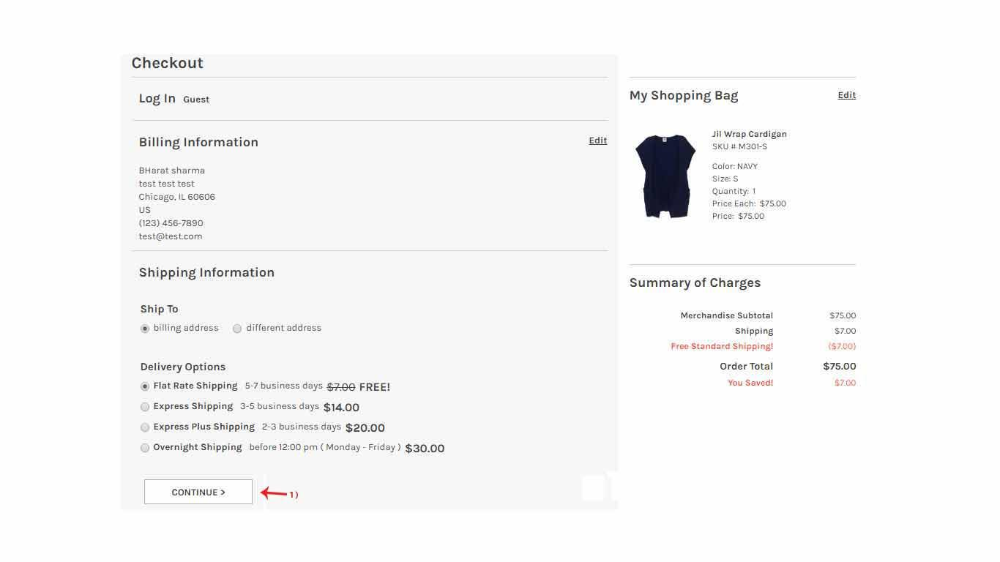 Checkout
Log In Guest
Billing Information Edit
BHarat sharma
test test test
Chicago, IL 60606
US
(123) 456-7890
test@test.com
Shipping Information
Ship To
billing address different address
Delivery Options
Flat Rate Shipping 5-7 business days $7.00 FREE!
Express Shipping 3-5 business days $14.00
Express Plus Shipping 2-3 business days $20.00
Overnight Shipping before 12:00 pm ( Monday - Friday ) $30.00
CONTINUE > 1)
My Shopping Bag Edit
Jil Wrap Cardigan
SKU # M301-S
Color: NAVY
Size: S
Quantity: 1
Price Each: $75.00
Price: $75.00
Summary of Charges
Merchandise Subtotal $75.00
Shipping $7.00
Free Standard Shipping! ($7.00)
Order Total $75.00
You Saved! $7.00